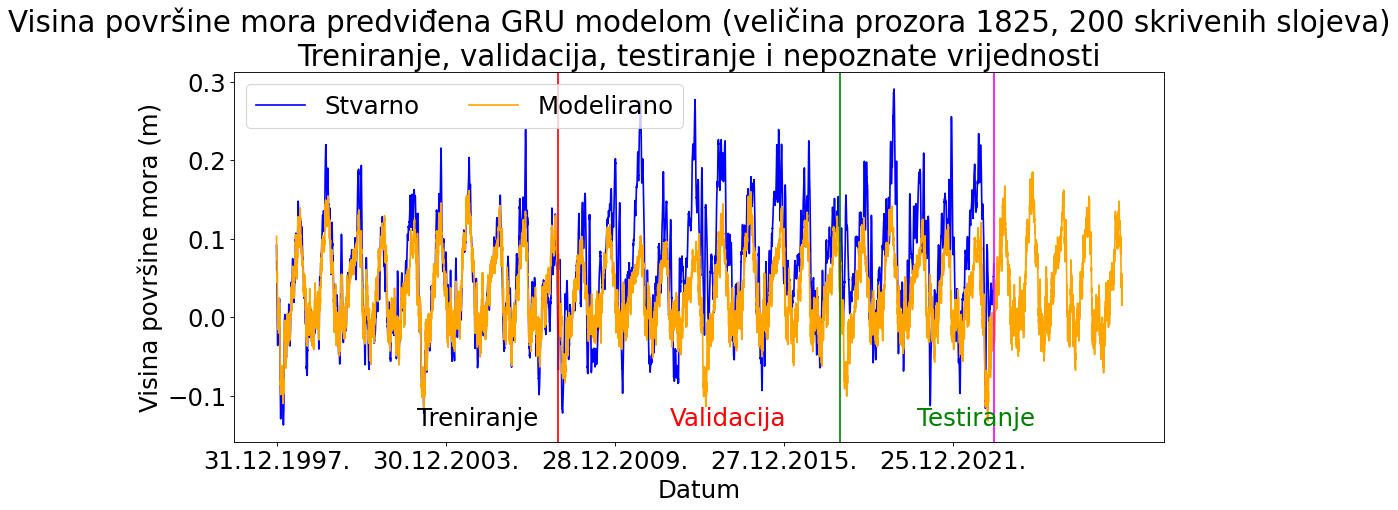 Visina površine mora predviđena GRU modelom (veličina prozora 1825, 200 skrivenih slojeva)
Treniranje, validacija, testiranje i nepoznate vrijednosti
Stvarno
Modelirano
Visina površine mora (m)
0.3
0.2
0.1
0.0
−0.1
Treniranje
Validacija
Testiranje
31.12.1997.
30.12.2003.
28.12.2009.
27.12.2015.
25.12.2021.
Datum